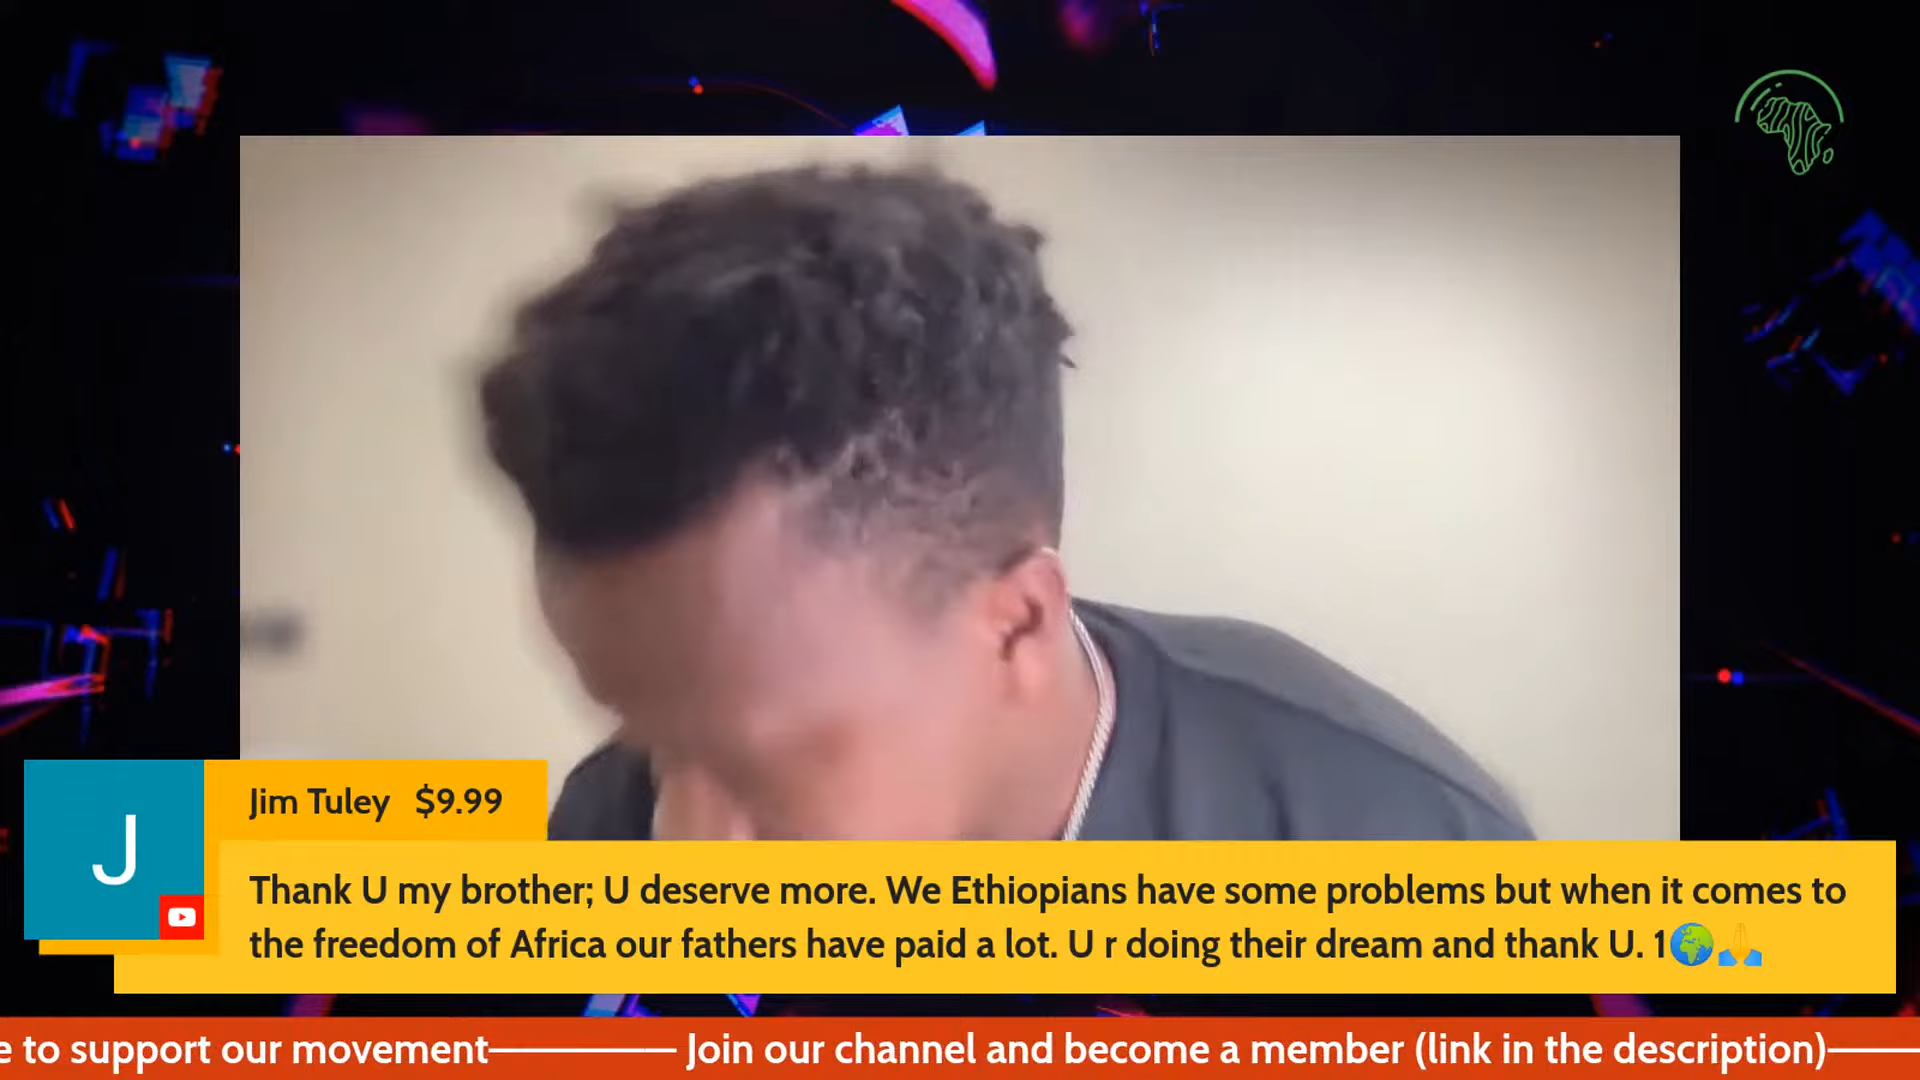 J
Jim Tuley $9.99
Thank U my brother; U deserve more. We Ethiopians have some problems but when it comes to
the freedom of Africa our fathers have paid a lot. U r doing their dream and thank U. 1🌍🙏
e to support our movement———— Join our channel and become a member (link in the description)——